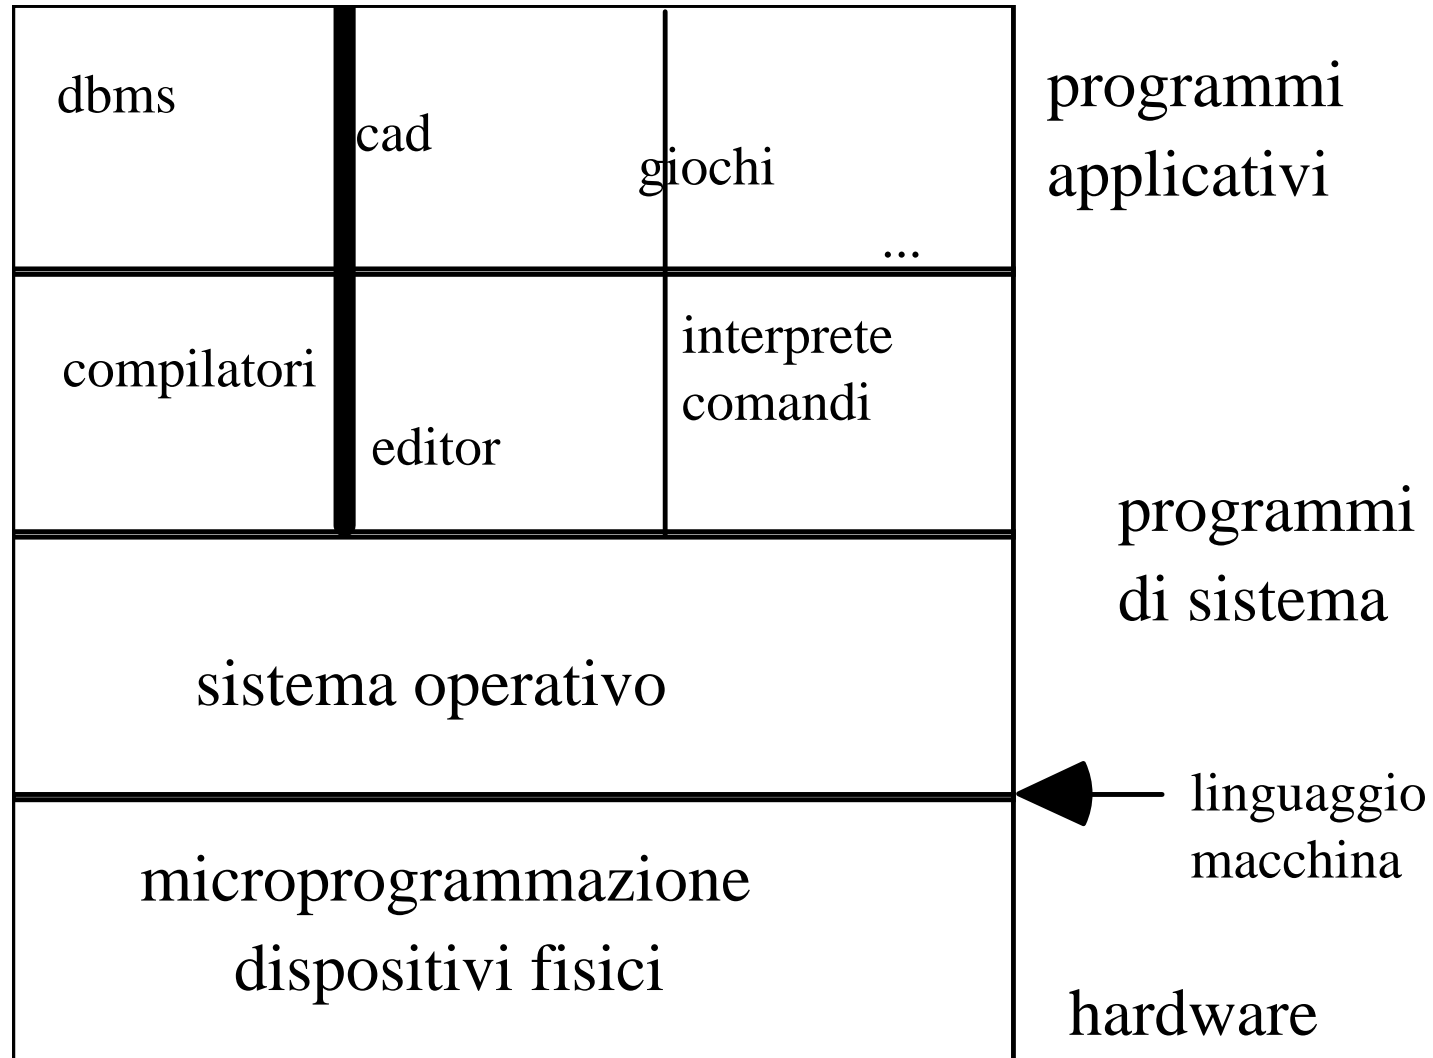 dbms
cad
giochi
...
programmi
applicativi
compilatori
editor
interprete
comandi
programmi
di sistema
sistema operativo
linguaggio
macchina
microprogrammazione
dispositivi fisici
hardware